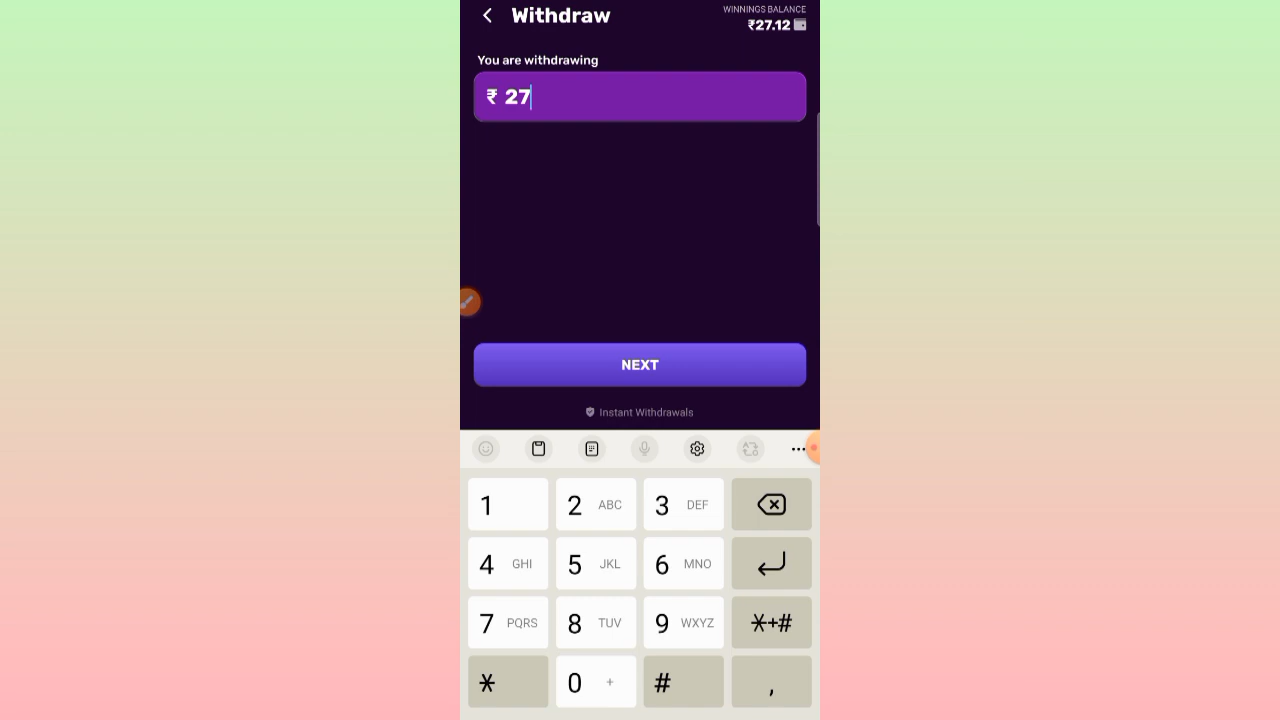 Withdraw
WINNINGS BALANCE
₹27.12
You are withdrawing
₹ 27
NEXT
Instant Withdrawals
1
2 ABC
3 DEF
4 GHI
5 JKL
6 MNO
7 PQRS
8 TUV
9 WXYZ
*+#
*
0 +
#
,